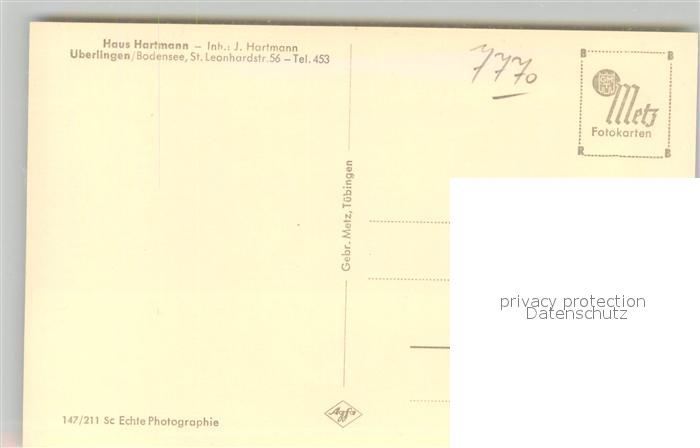 Haus Hartmann – Inh.: J. Hartmann
Überlingen/Bodensee, St. Leonhardstr. 56 – Tel. 453
7770
B B
Metz
Fotokarten
R B
Gebr. Metz, Tübingen
privacy protection
Datenschutz
Agfa
147/211 Sc Echte Photographie